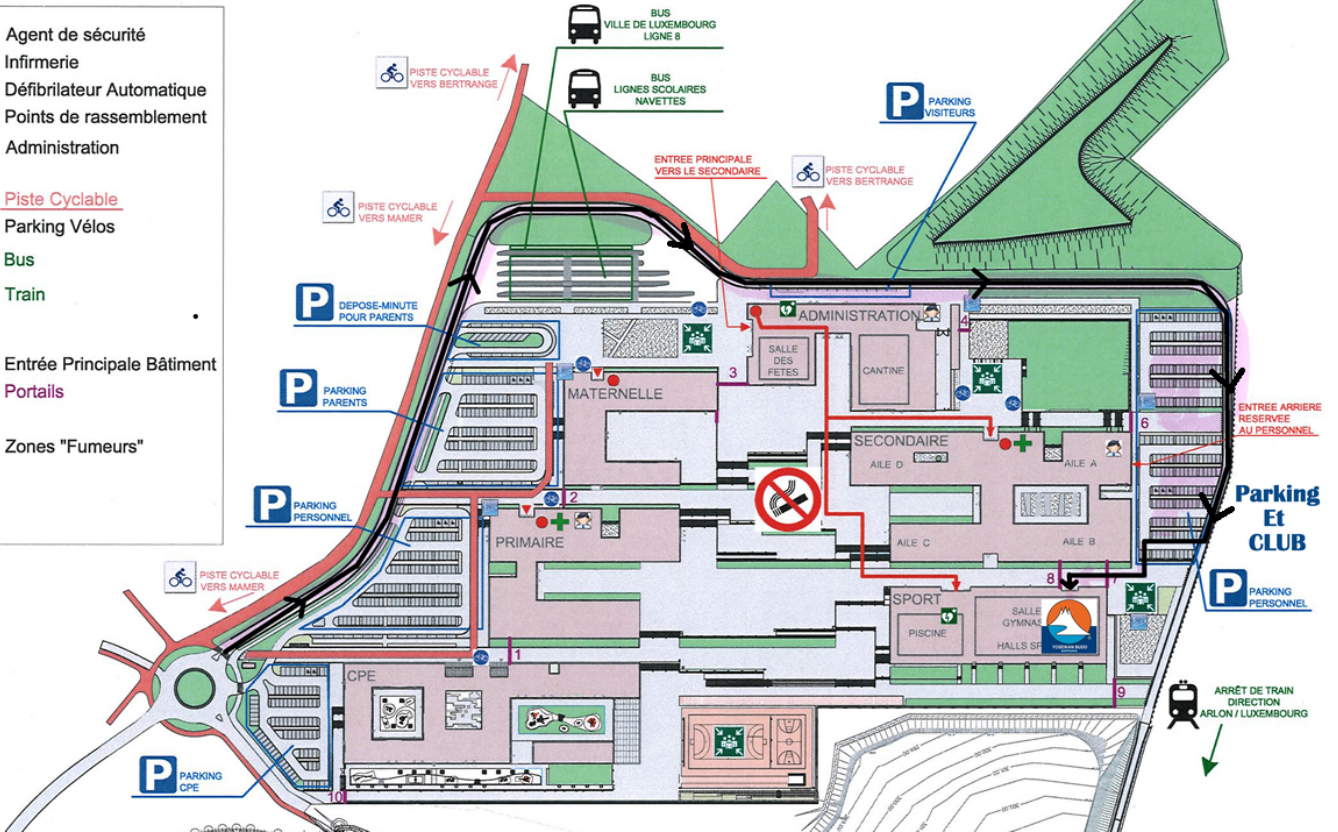 Agent de sécurité
Infirmerie
Défibrilateur Automatique
Points de rassemblement
Administration
Piste Cyclable
Parking Vélos
Bus
Train
Entrée Principale Bâtiment
Portails
Zones "Fumeurs"
BUS
VILLE DE LUXEMBOURG
LIGNE 8
BUS
LIGNES SCOLAIRES
NAVETTES
PISTE CYCLABLE
VERS BERTRANGE
P
PARKING
VISITEURS
ENTREE PRINCIPALE
VERS LE SECONDAIRE
PISTE CYCLABLE
VERS BERTRANGE
PISTE CYCLABLE
VERS MAMER
P
DEPOSE-MINUTE
POUR PARENTS
ADMINISTRATION
4
SALLE
DES
FETES
CANTINE
3
P
PARKING
PARENTS
MATERNELLE
ENTREE ARRIERE
RESERVEE
AU PERSONNEL
6
SECONDAIRE
AILE D
AILE A
2
P
PARKING
PERSONNEL
PRIMAIRE
AILE C
AILE B
Parking
Et
CLUB
PISTE CYCLABLE
VERS MAMER
8
7
P
PARKING
PERSONNEL
SPORT
PISCINE
SALLE
GYMNAS
HALLS SP
YOSEIKAN BUDO
1
CPE
9
ARRÊT DE TRAIN
DIRECTION
ARLON / LUXEMBOURG
P
PARKING
CPE
10